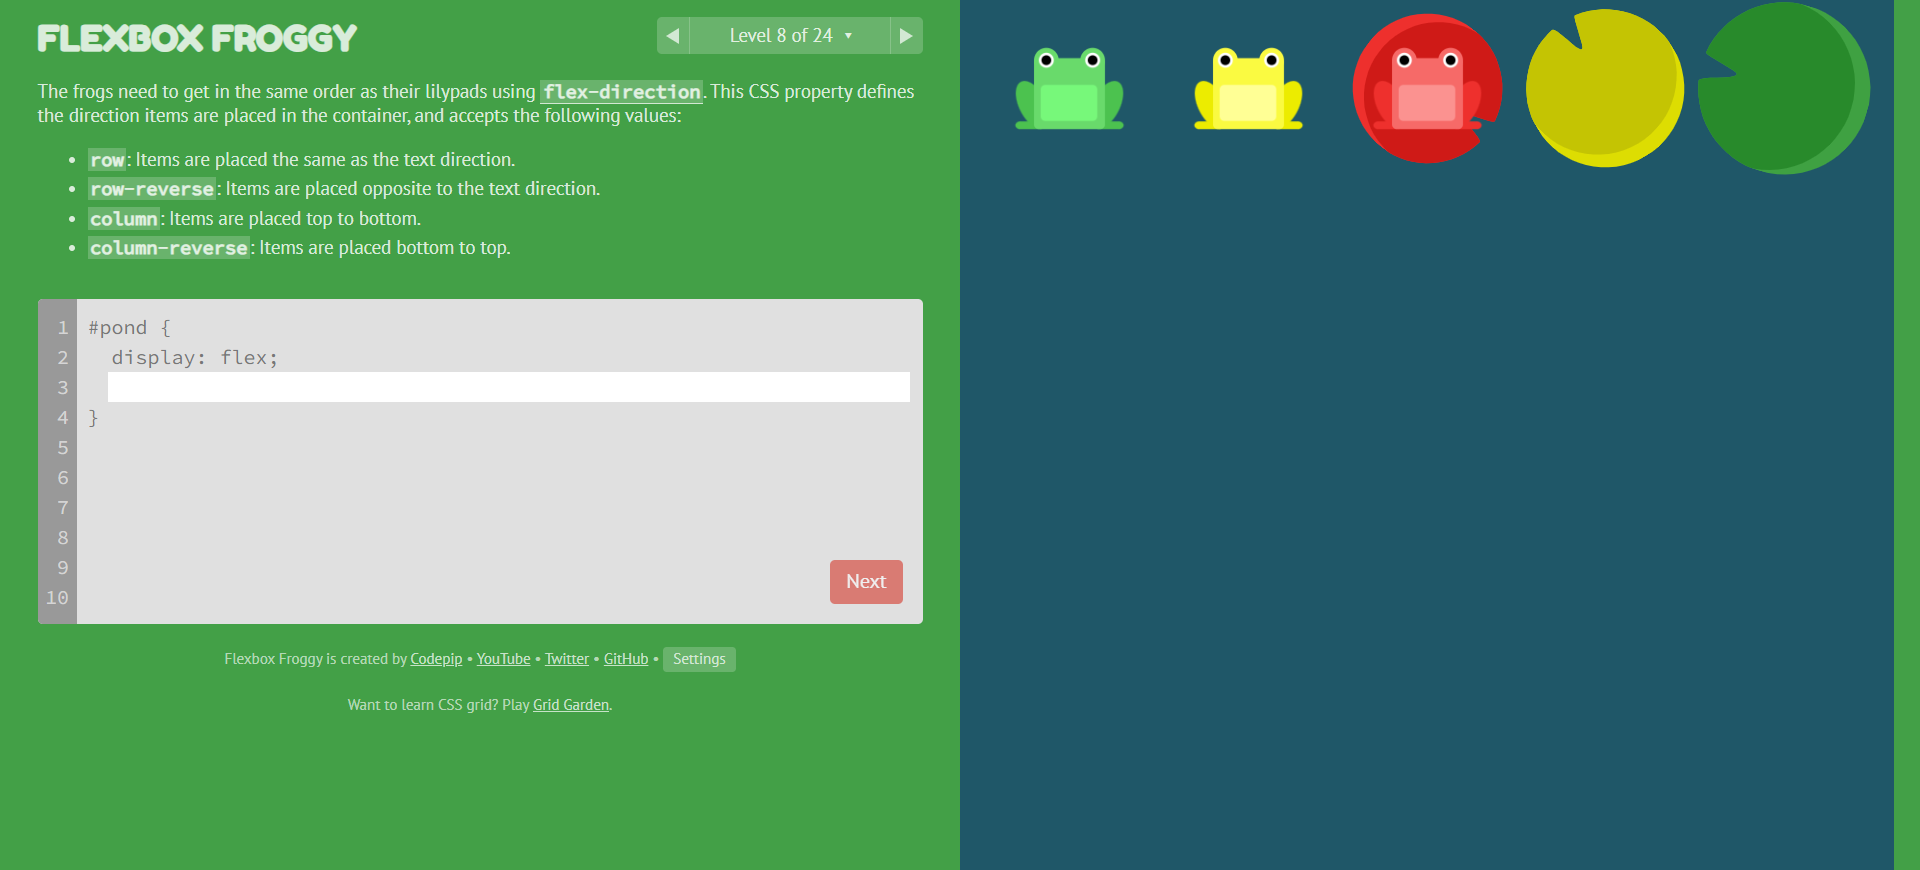 FLEXBOX FROGGY
◀ Level 8 of 24 ▼ ▶
The frogs need to get in the same order as their lilypads using flex-direction. This CSS property defines
the direction items are placed in the container, and accepts the following values:
• row: Items are placed the same as the text direction.
• row-reverse: Items are placed opposite to the text direction.
• column: Items are placed top to bottom.
• column-reverse: Items are placed bottom to top.
1 #pond {
2 display: flex;
3
4 }
5
6
7
8
9
10
Next
Flexbox Froggy is created by Codepip • YouTube • Twitter • GitHub • Settings
Want to learn CSS grid? Play Grid Garden.